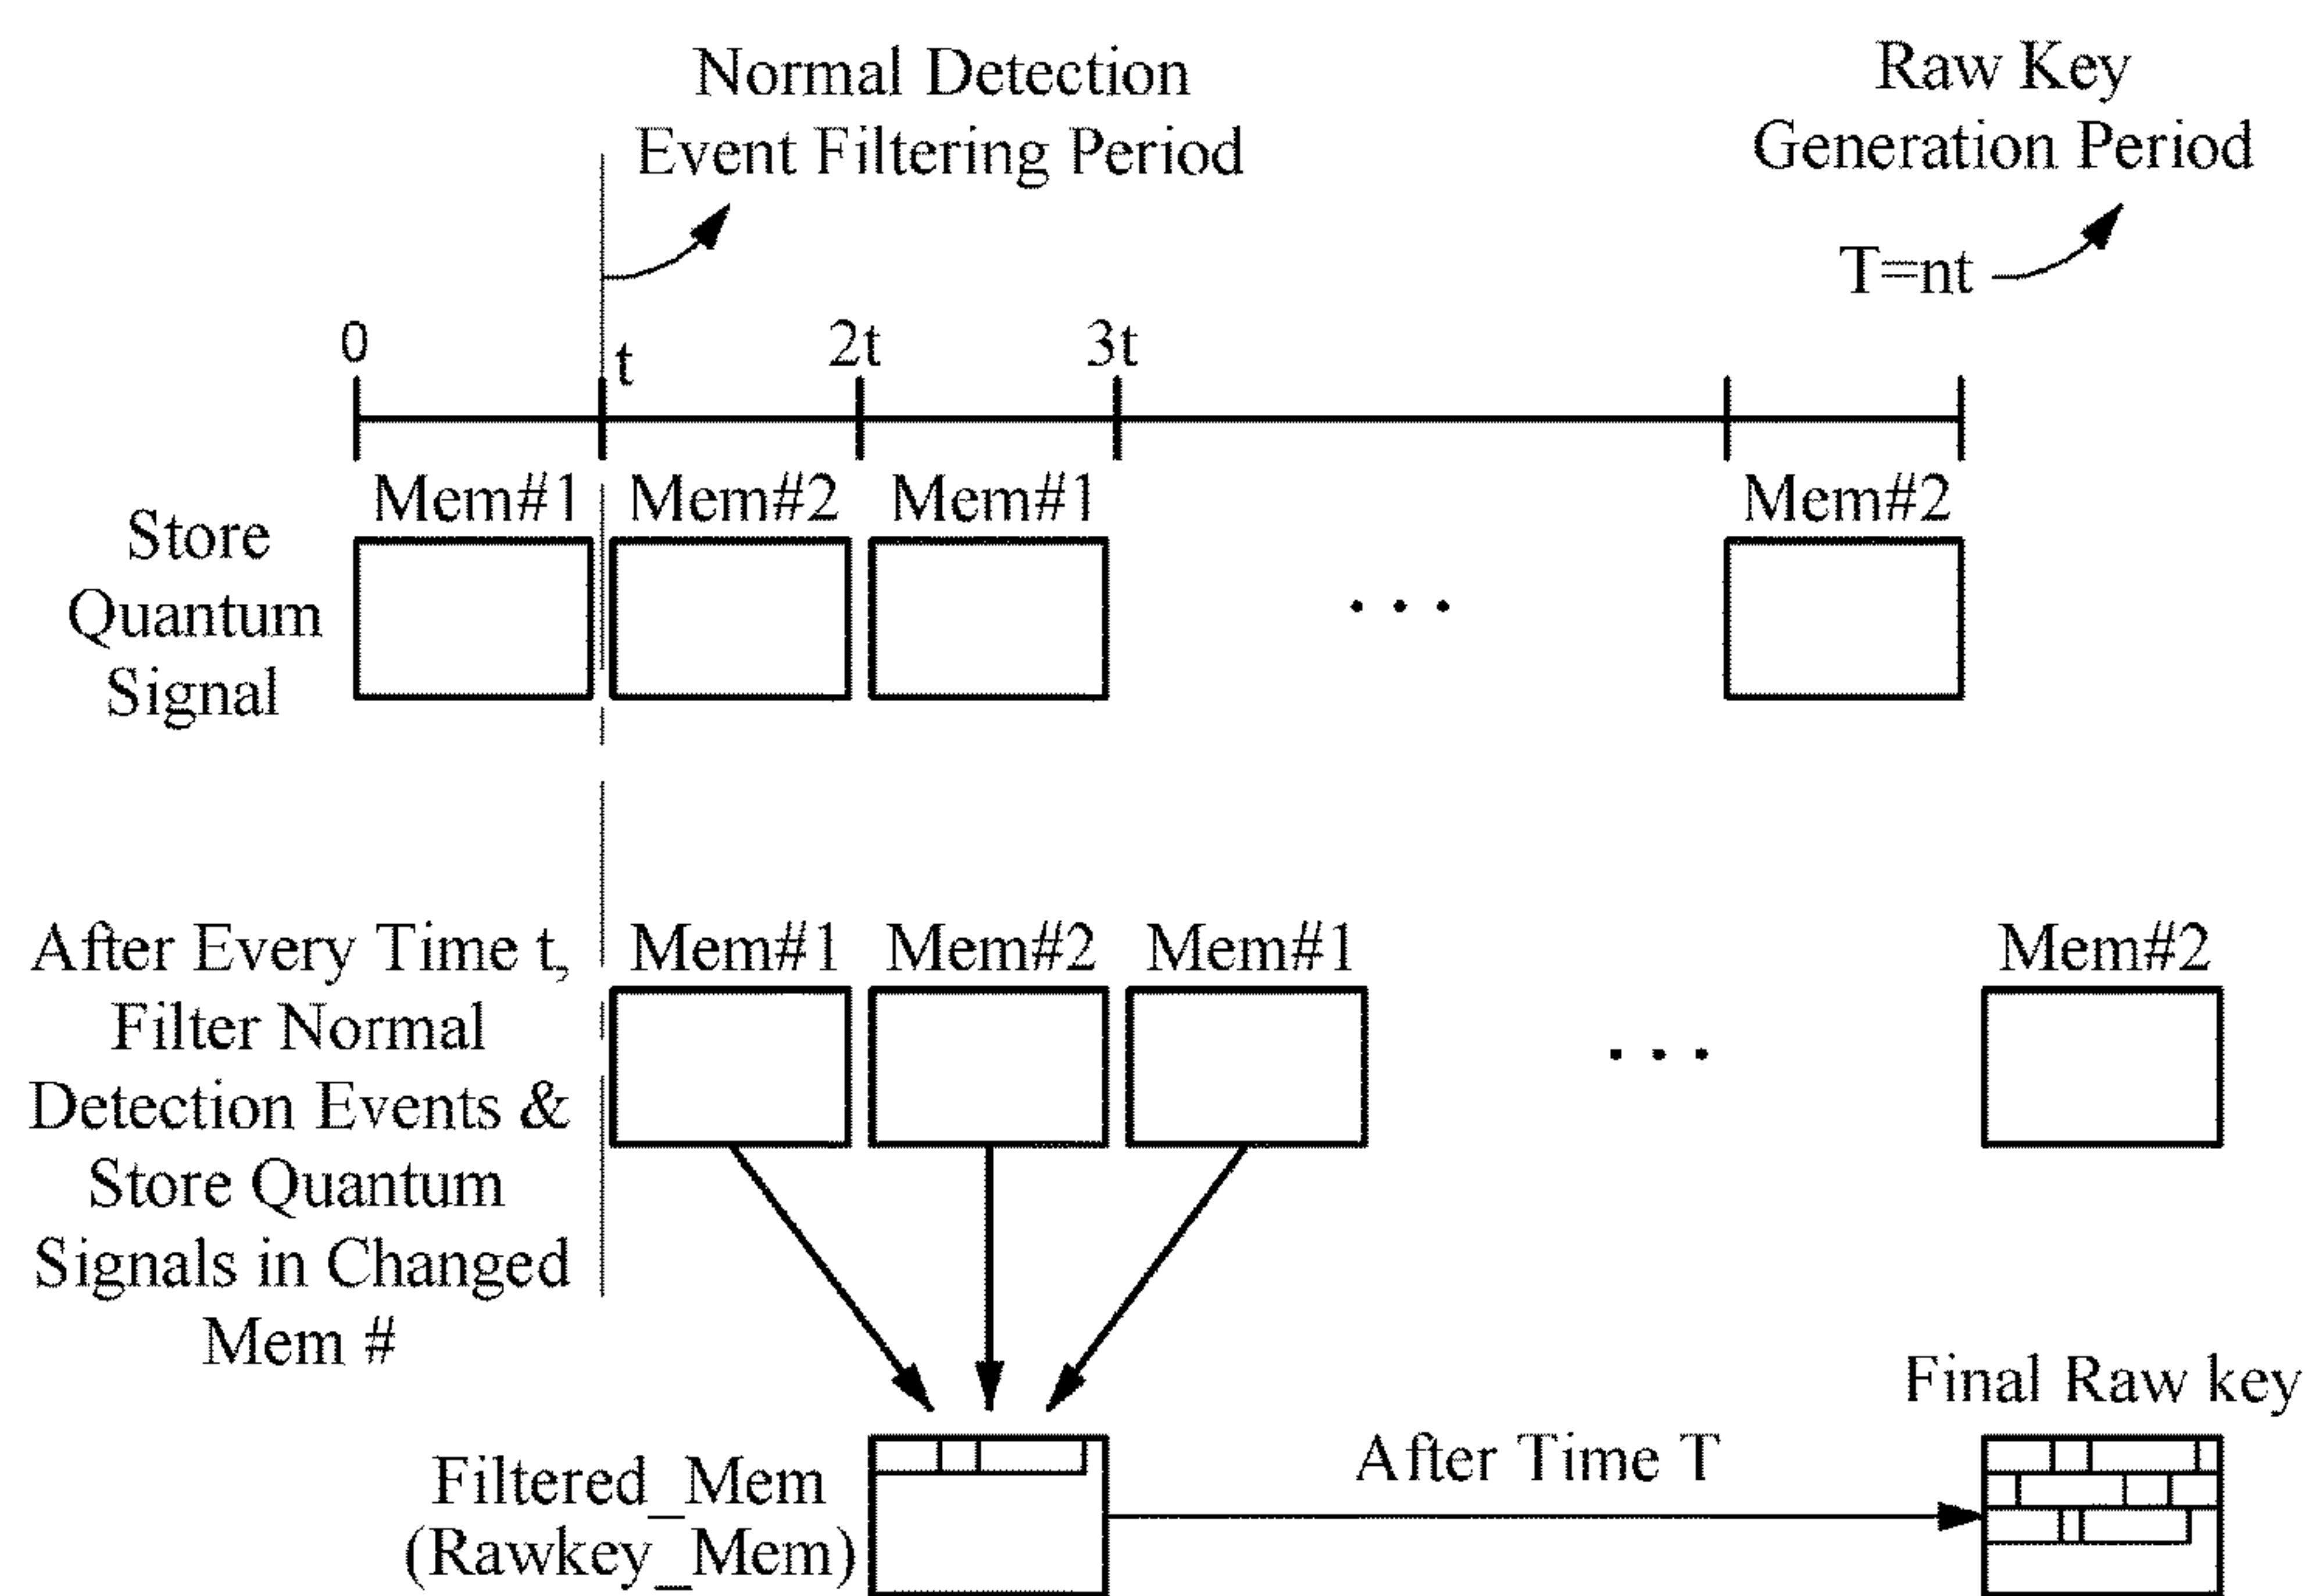 Normal Detection
Event Filtering Period
Raw Key
Generation Period
T=nt
0
t
2t
3t
Mem#1
Mem#2
Mem#1
Mem#2
Store
Quantum
Signal
. . .
After Every Time t,
Filter Normal
Detection Events &
Store Quantum
Signals in Changed
Mem #
Mem#1
Mem#2
Mem#1
Mem#2
. . .
Filtered_Mem
(Rawkey_Mem)
After Time T
Final Raw key